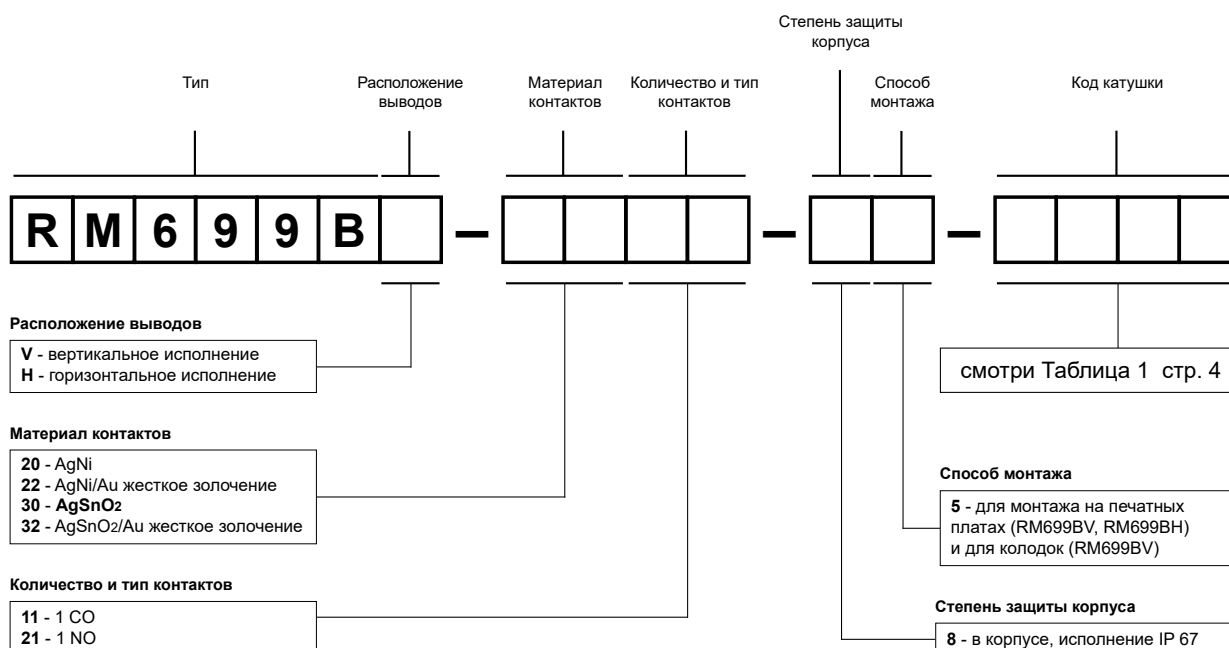 Степень защиты
корпуса
Тип
Расположение
выводов
Материал
контактов
Количество и тип
контактов
Способ
монтажа
Код катушки
RM699B – –  –
Расположение выводов
V - вертикальное исполнение
H - горизонтальное исполнение
смотри Таблица 1 стр. 4
Материал контактов
20 - AgNi
22 - AgNi/Au жесткое золочение
30 - AgSnO2
32 - AgSnO2/Au жесткое золочение
Способ монтажа
5 - для монтажа на печатных
платах (RM699BV, RM699BH)
и для колодок (RM699BV)
Количество и тип контактов
11 - 1 CO
21 - 1 NO
Степень защиты корпуса
8 - в корпусе, исполнение IP 67